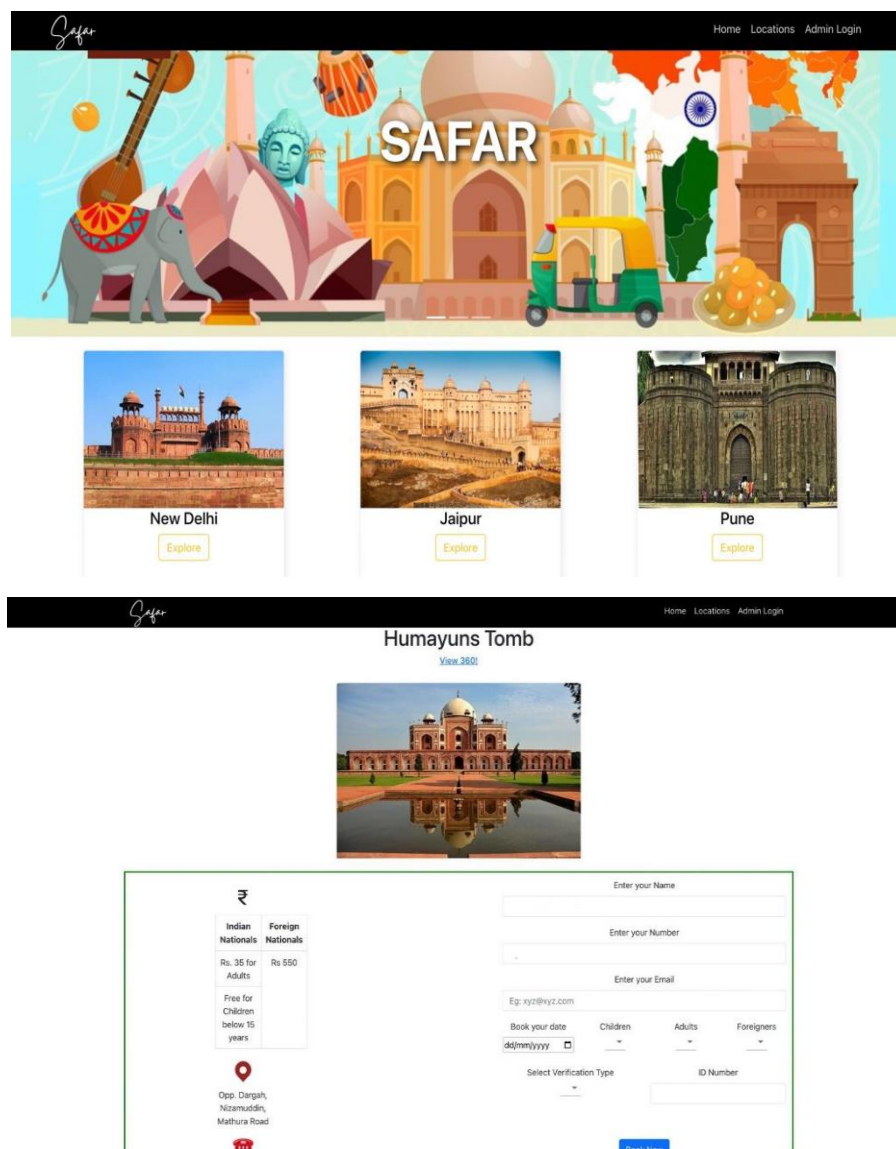 Safar
Home Locations Admin Login
SAFAR
New Delhi
Jaipur
Pune
Explore
Explore
Explore
Safar
Home Locations Admin Login
Humayuns Tomb
View 360!
₹
Indian Nationals
Foreign Nationals
Rs. 35 for Adults
Rs 550
Free for Children below 15 years
Opp. Dargah,
Nizamuddin,
Mathura Road
Enter your Name
Enter your Number
Enter your Email
Eg: xyz@xyz.com
Book your date
Children
Adults
Foreigners
dd/mm/yyyy
Select Verification Type
ID Number
Book Now